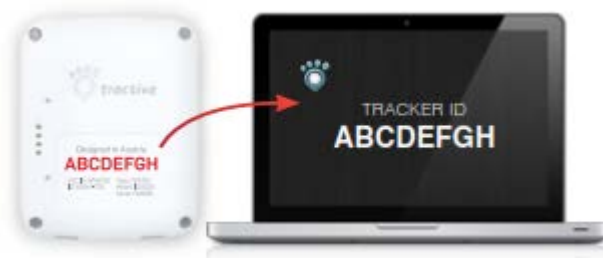 tractive
Designed in Austria
ABCDEFGH
TRACKER ID
ABCDEFGH